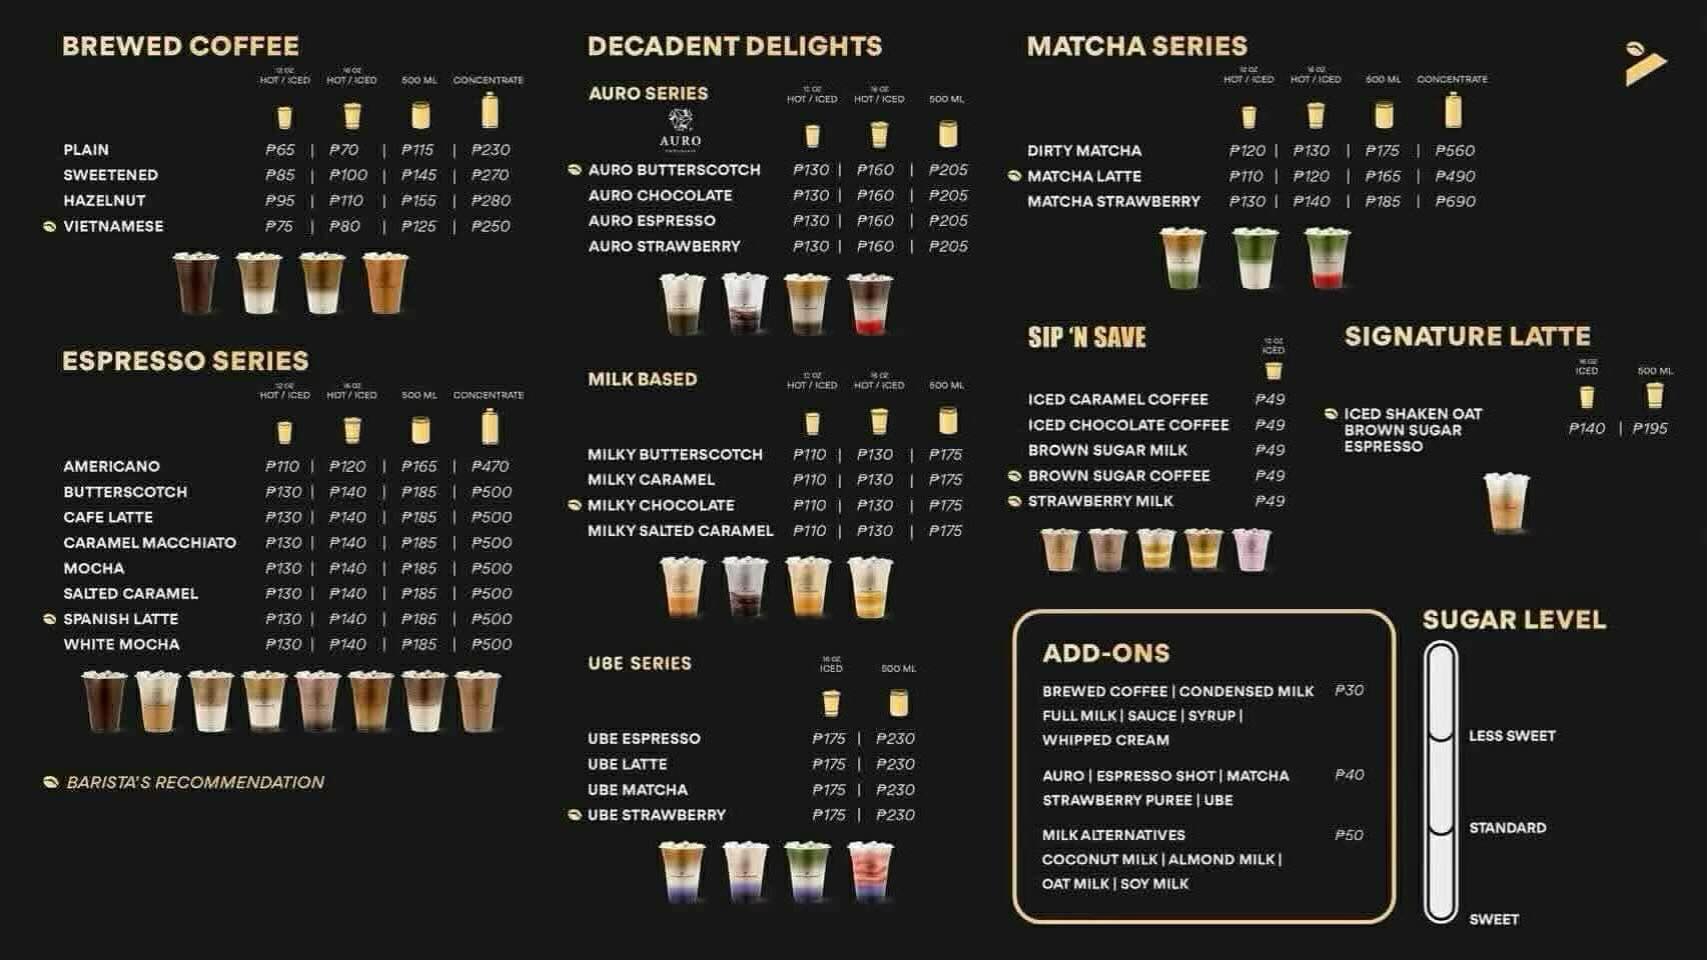 BREWED COFFEE
12 OZ 16 OZ
HOT / ICED HOT / ICED 500 ML CONCENTRATE
PLAIN ₱65 | ₱70 | ₱115 | ₱230
SWEETENED ₱85 | ₱100 | ₱145 | ₱270
HAZELNUT ₱95 | ₱110 | ₱155 | ₱280
VIETNAMESE ₱75 | ₱80 | ₱125 | ₱250
ESPRESSO SERIES
12 OZ 16 OZ
HOT / ICED HOT / ICED 500 ML CONCENTRATE
AMERICANO ₱110 | ₱120 | ₱165 | ₱470
BUTTERSCOTCH ₱130 | ₱140 | ₱185 | ₱500
CAFE LATTE ₱130 | ₱140 | ₱185 | ₱500
CARAMEL MACCHIATO ₱130 | ₱140 | ₱185 | ₱500
MOCHA ₱130 | ₱140 | ₱185 | ₱500
SALTED CARAMEL ₱130 | ₱140 | ₱185 | ₱500
SPANISH LATTE ₱130 | ₱140 | ₱185 | ₱500
WHITE MOCHA ₱130 | ₱140 | ₱185 | ₱500
BARISTA'S RECOMMENDATION
DECADENT DELIGHTS
AURO SERIES
12 OZ 16 OZ
HOT / ICED HOT / ICED 500 ML
AURO
AURO BUTTERSCOTCH ₱130 | ₱160 | ₱205
AURO CHOCOLATE ₱130 | ₱160 | ₱205
AURO ESPRESSO ₱130 | ₱160 | ₱205
AURO STRAWBERRY ₱130 | ₱160 | ₱205
MILK BASED
12 OZ 16 OZ
HOT / ICED HOT / ICED 500 ML
MILKY BUTTERSCOTCH ₱110 | ₱130 | ₱175
MILKY CARAMEL ₱110 | ₱130 | ₱175
MILKY CHOCOLATE ₱110 | ₱130 | ₱175
MILKY SALTED CARAMEL ₱110 | ₱130 | ₱175
UBE SERIES
16 OZ
ICED 500 ML
UBE ESPRESSO ₱175 | ₱230
UBE LATTE ₱175 | ₱230
UBE MATCHA ₱175 | ₱230
UBE STRAWBERRY ₱175 | ₱230
MATCHA SERIES
12 OZ 16 OZ
HOT / ICED HOT / ICED 500 ML CONCENTRATE
DIRTY MATCHA ₱120 | ₱130 | ₱175 | ₱560
MATCHA LATTE ₱110 | ₱120 | ₱165 | ₱490
MATCHA STRAWBERRY ₱130 | ₱140 | ₱185 | ₱690
SIP 'N SAVE
12 OZ
ICED
ICED CARAMEL COFFEE ₱49
ICED CHOCOLATE COFFEE ₱49
BROWN SUGAR MILK ₱49
BROWN SUGAR COFFEE ₱49
STRAWBERRY MILK ₱49
SIGNATURE LATTE
16 OZ
ICED 500 ML
ICED SHAKEN OAT
BROWN SUGAR ₱140 | ₱195
ESPRESSO
ADD-ONS
BREWED COFFEE | CONDENSED MILK ₱30
FULL MILK | SAUCE | SYRUP |
WHIPPED CREAM
AURO | ESPRESSO SHOT | MATCHA ₱40
STRAWBERRY PUREE | UBE
MILK ALTERNATIVES ₱50
COCONUT MILK | ALMOND MILK |
OAT MILK | SOY MILK
SUGAR LEVEL
LESS SWEET
STANDARD
SWEET